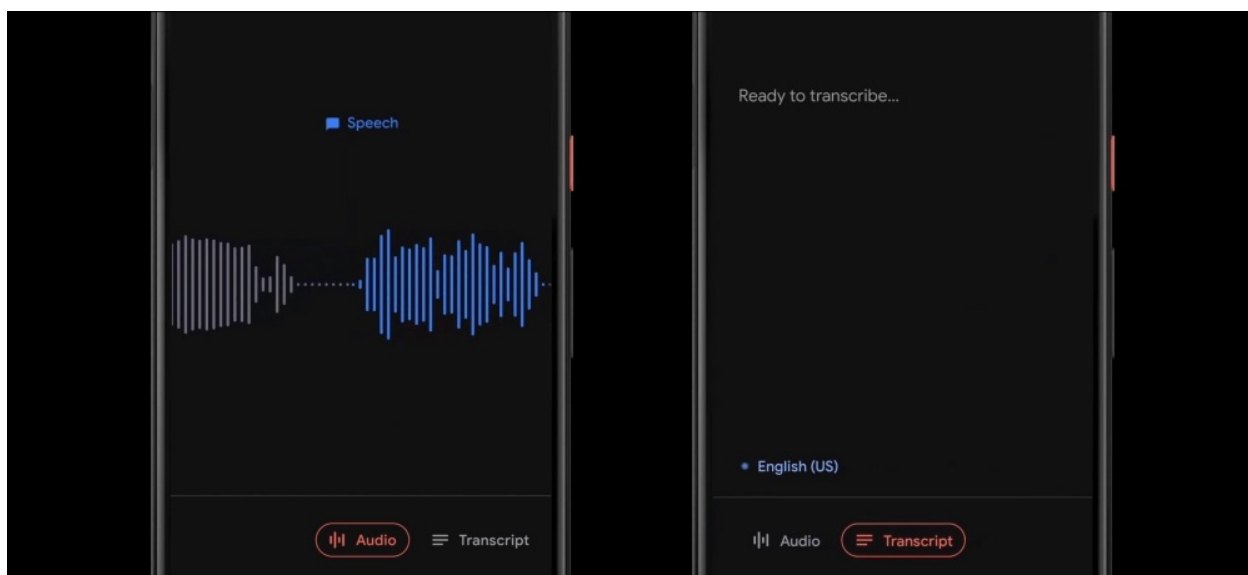 Speech
Audio
Transcript
Ready to transcribe...
English (US)
Audio
Transcript